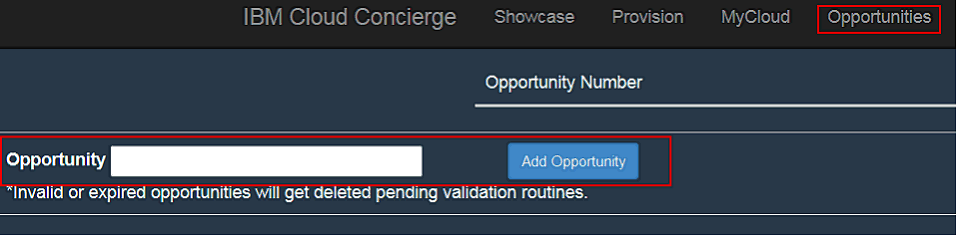 IBM Cloud Concierge Showcase Provision MyCloud Opportunities
Opportunity Number
Opportunity Add Opportunity
*Invalid or expired opportunities will get deleted pending validation routines.